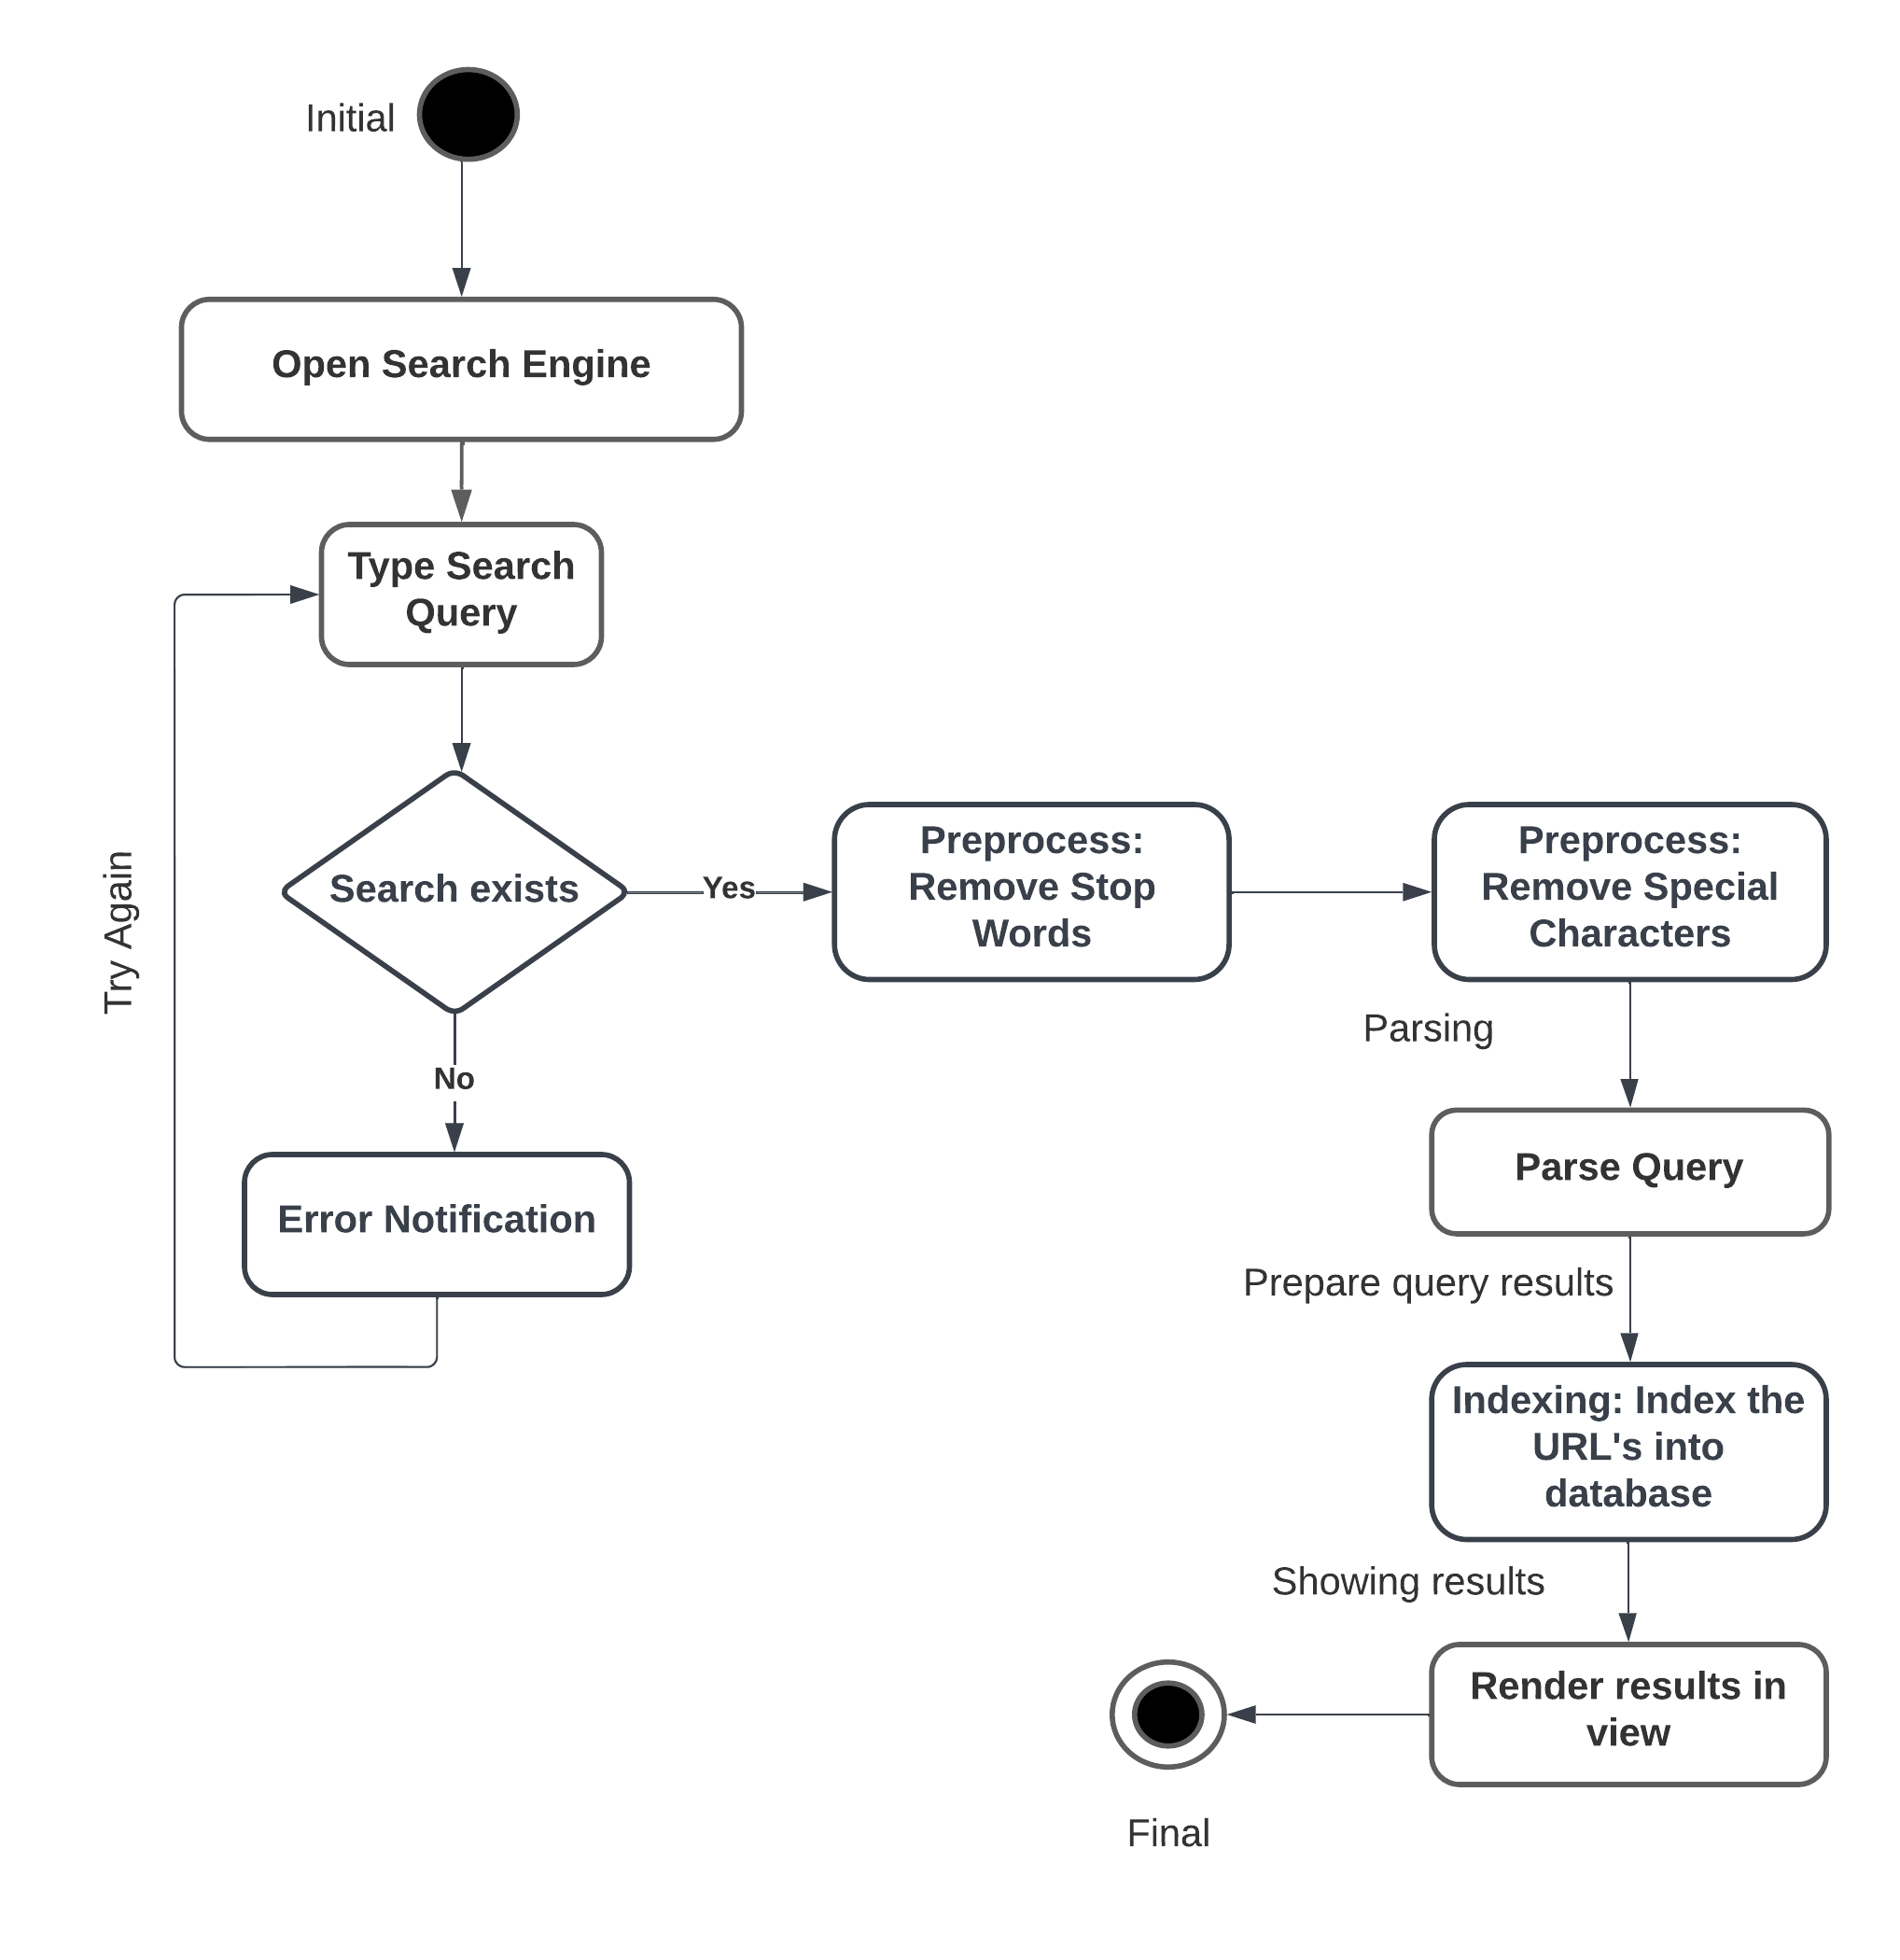 Initial
Open Search Engine
Type Search
Query
Try Again
Search exists
Yes
Preprocess:
Remove Stop
Words
Preprocess:
Remove Special
Characters
No
Error Notification
Parsing
Parse Query
Prepare query results
Indexing: Index the
URL's into
database
Showing results
Render results in
view
Final